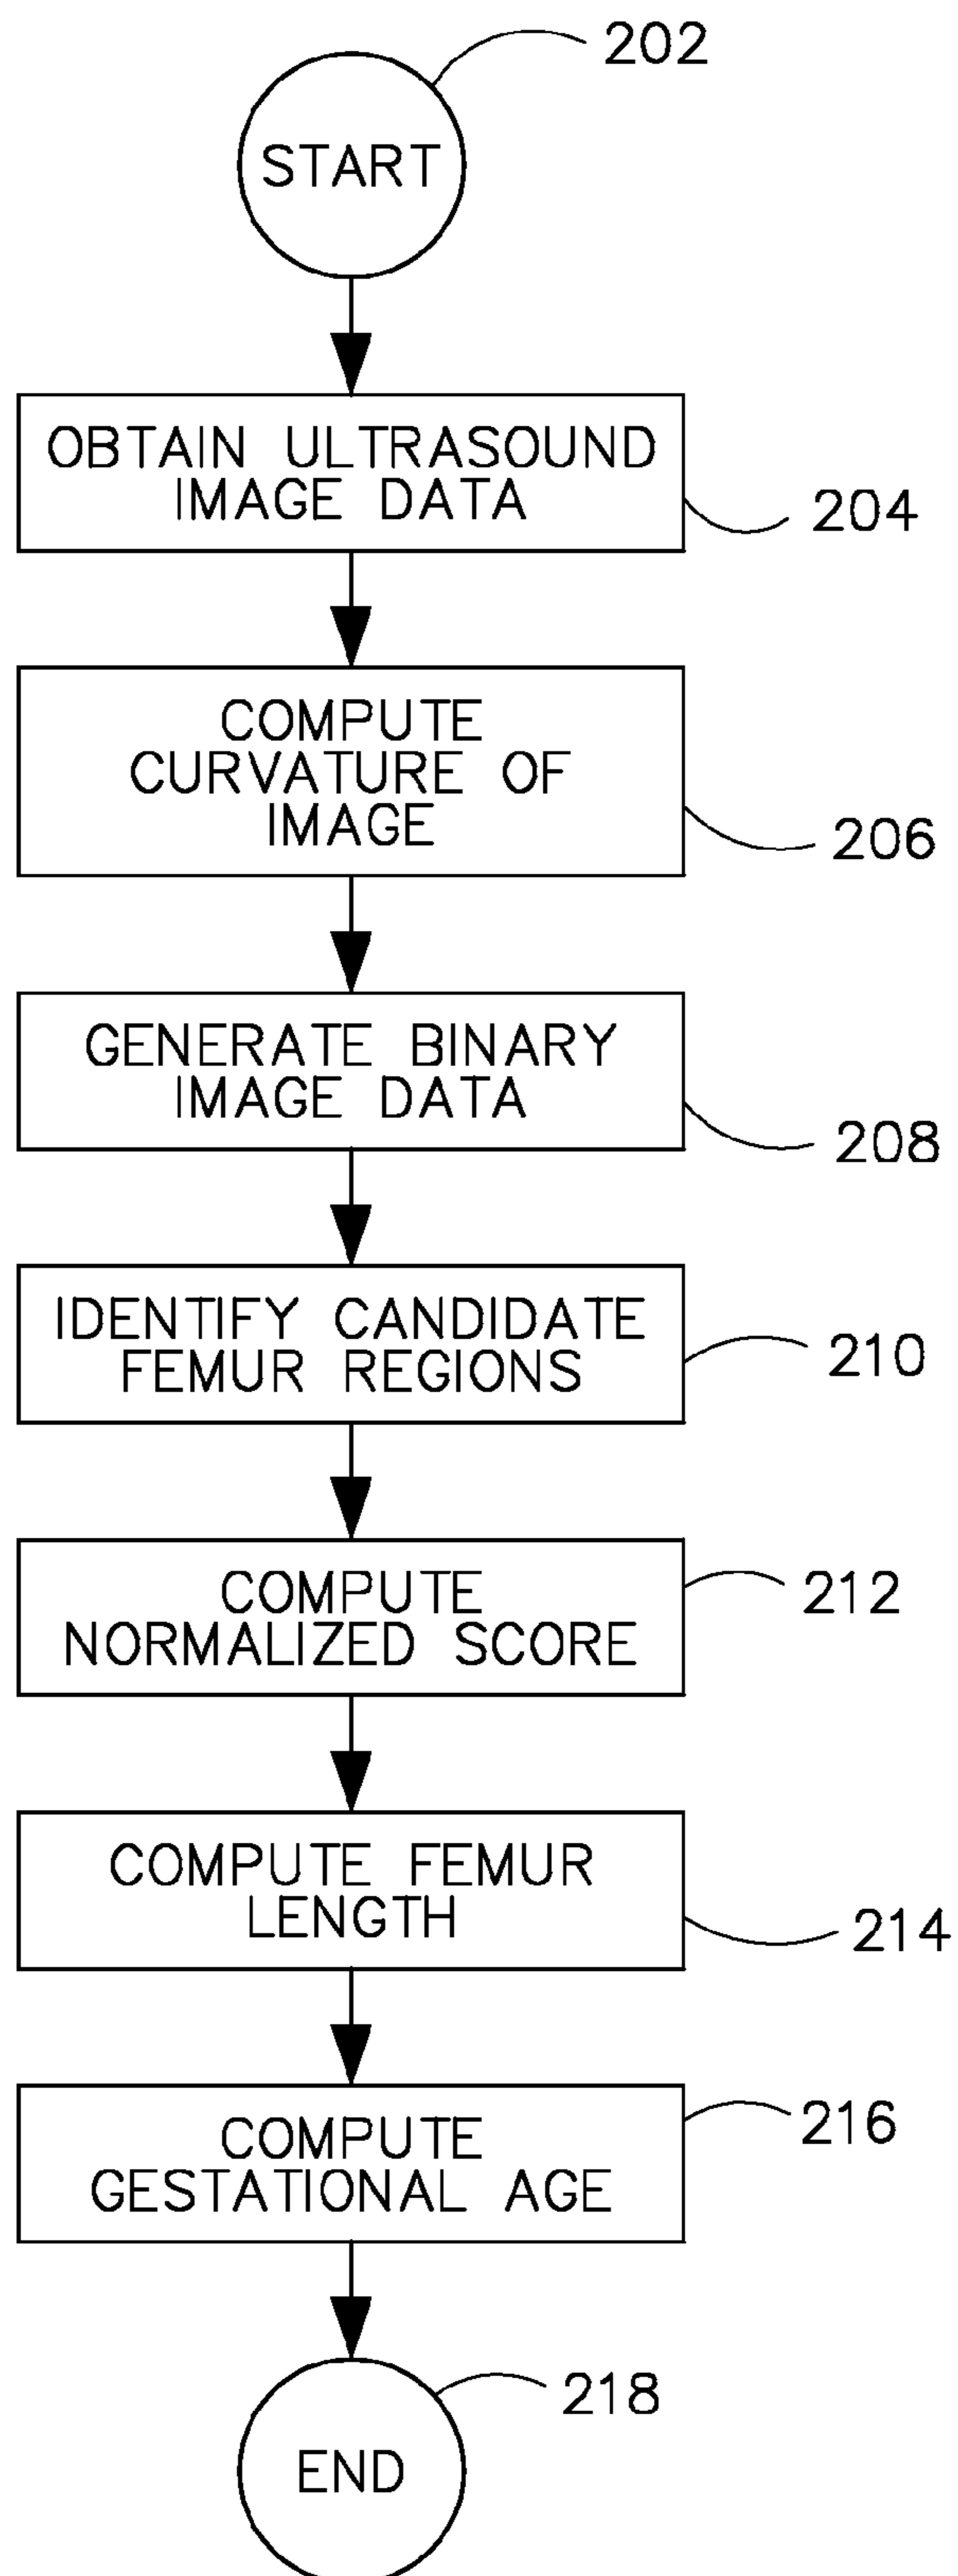 202
START
OBTAIN ULTRASOUND
IMAGE DATA
204
COMPUTE
CURVATURE OF
IMAGE
206
GENERATE BINARY
IMAGE DATA
208
IDENTIFY CANDIDATE
FEMUR REGIONS
210
COMPUTE
NORMALIZED SCORE
212
COMPUTE FEMUR
LENGTH
214
COMPUTE
GESTATIONAL AGE
216
218
END